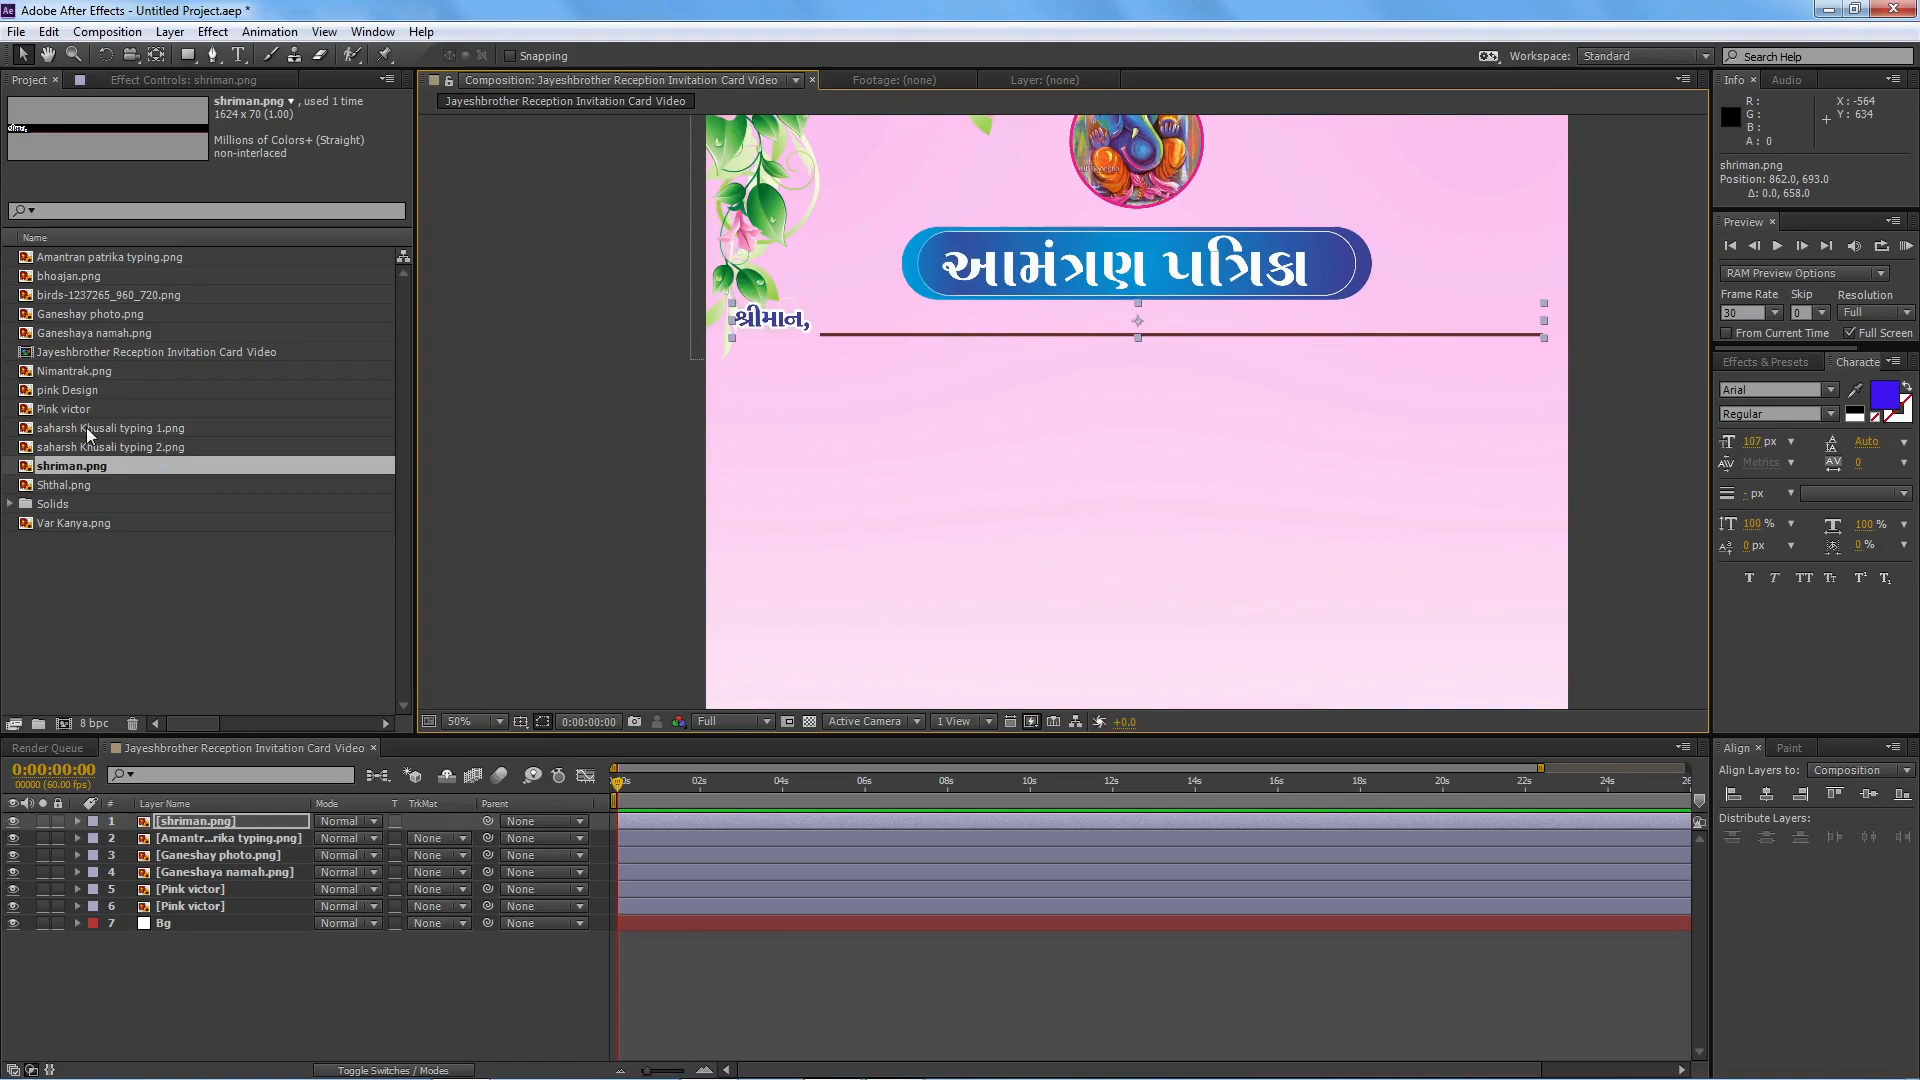 Adobe After Effects - Untitled Project.aep *
File Edit Composition Layer Effect Animation View Window Help
Snapping
Workspace: Standard
Search Help
Project × Effect Controls: shriman.png
shriman.png ▼ , used 1 time
1624 x 70 (1.00)
Millions of Colors+ (Straight)
non-interlaced
Name
Amantran patrika typing.png
bhoajan.png
birds-1237265_960_720.png
Ganeshay photo.png
Ganeshaya namah.png
Jayeshbrother Reception Invitation Card Video
Nimantrak.png
pink Design
Pink victor
saharsh Khusali typing 1.png
saharsh Khusali typing 2.png
shriman.png
Shthal.png
Solids
Var Kanya.png
8 bpc
Composition: Jayeshbrother Reception Invitation Card Video × Footage: (none) Layer: (none)
Jayeshbrother Reception Invitation Card Video
આમંત્રણ પત્રિકા
શ્રીમાન,
50% 0:00:00:00 Full Active Camera 1 View +0.0
Info × Audio
R: X: -564
G: Y: 634
B:
A: 0
shriman.png
Position: 862.0, 693.0
Δ: 0.0, 658.0
Preview ×
RAM Preview Options
Frame Rate Skip Resolution
30 0 Full
From Current Time Full Screen
Effects & Presets Characte
Arial
Regular
107 px Auto
Metrics 0
- px
100 % 100 %
0 px 0 %
T T TT Tt T¹ T₁
Render Queue Jayeshbrother Reception Invitation Card Video ×
0:00:00:00
00000 (60.00 fps)
02s 04s 06s 08s 10s 12s 14s 16s 18s 20s 22s 24s
# Layer Name Mode T TrkMat Parent
1 [shriman.png] Normal None
2 [Amantr...rika typing.png] Normal None None
3 [Ganeshay photo.png] Normal None None
4 [Ganeshaya namah.png] Normal None None
5 [Pink victor] Normal None None
6 [Pink victor] Normal None None
7 Bg Normal None None
Toggle Switches / Modes
Align × Paint
Align Layers to: Composition
Distribute Layers: